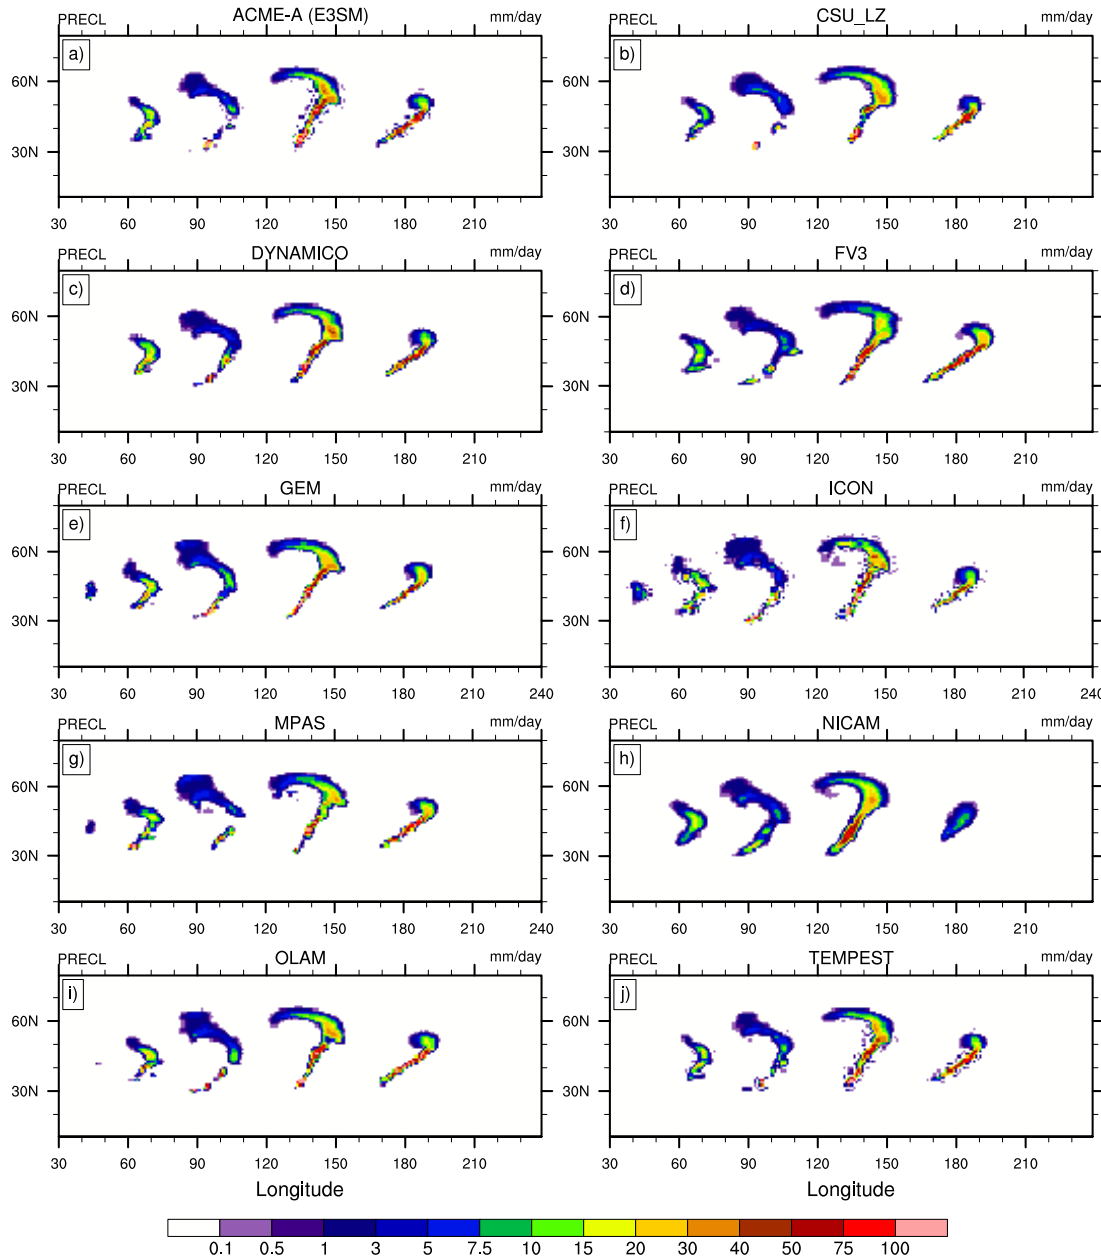 PRECL ACME-A (E3SM) mm/day PRECL CSU_LZ mm/day
a) b)
60N 60N
30N 30N
30 60 90 120 150 180 210 30 60 90 120 150 180 210
PRECL DYNAMICO mm/day PRECL FV3 mm/day
c) d)
60N 60N
30N 30N
30 60 90 120 150 180 210 30 60 90 120 150 180 210
PRECL GEM mm/day PRECL ICON mm/day
e) f)
60N 60N
30N 30N
30 60 90 120 150 180 210 240 30 60 90 120 150 180 210 240
PRECL MPAS mm/day PRECL NICAM mm/day
g) h)
60N 60N
30N 30N
30 60 90 120 150 180 210 240 30 60 90 120 150 180 210
PRECL OLAM mm/day PRECL TEMPEST mm/day
i) j)
60N 60N
30N 30N
30 60 90 120 150 180 210 30 60 90 120 150 180 210
Longitude Longitude
0.1 0.5 1 3 5 7.5 10 15 20 30 40 50 75 100